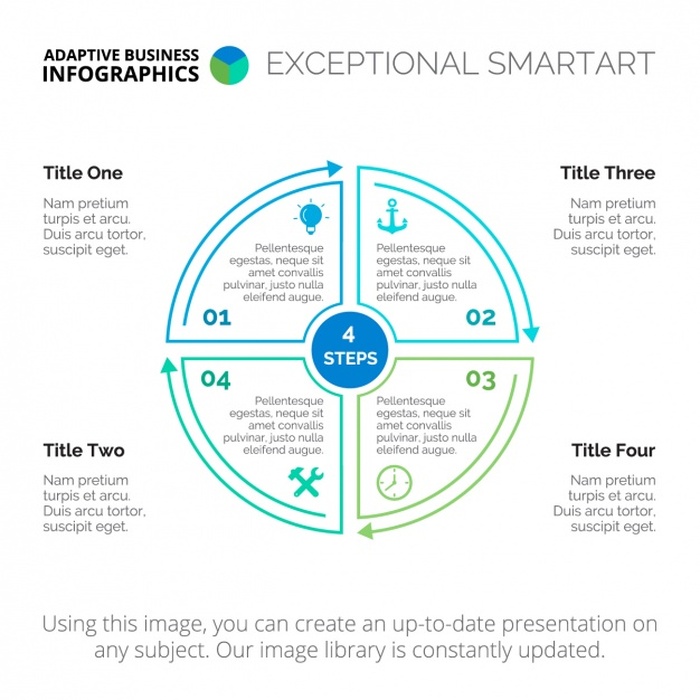 ADAPTIVE BUSINESS
INFOGRAPHICS
EXCEPTIONAL SMARTART
Title One
Nam pretium
turpis et arcu.
Duis arcu tortor,
suscipit eget.
Title Three
Nam pretium
turpis et arcu.
Duis arcu tortor,
suscipit eget.
Pellentesque
egestas, neque sit
amet convallis
pulvinar, justo nulla
eleifend augue.
01
Pellentesque
egestas, neque sit
amet convallis
pulvinar, justo nulla
eleifend augue.
02
4
STEPS
04
Pellentesque
egestas, neque sit
amet convallis
pulvinar, justo nulla
eleifend augue.
03
Pellentesque
egestas, neque sit
amet convallis
pulvinar, justo nulla
eleifend augue.
Title Two
Nam pretium
turpis et arcu.
Duis arcu tortor,
suscipit eget.
Title Four
Nam pretium
turpis et arcu.
Duis arcu tortor,
suscipit eget.
Using this image, you can create an up-to-date presentation on
any subject. Our image library is constantly updated.